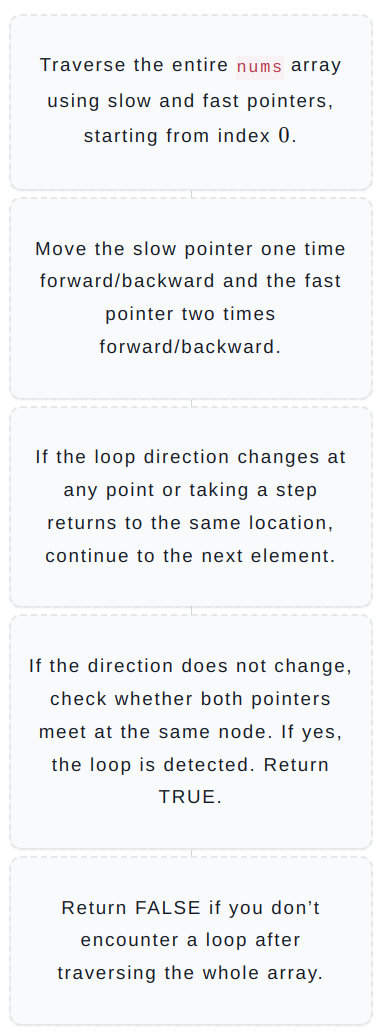 Traverse the entire nums array
using slow and fast pointers,
starting from index 0.
Move the slow pointer one time
forward/backward and the fast
pointer two times
forward/backward.
If the loop direction changes at
any point or taking a step
returns to the same location,
continue to the next element.
If the direction does not change,
check whether both pointers
meet at the same node. If yes,
the loop is detected. Return
TRUE.
Return FALSE if you don’t
encounter a loop after
traversing the whole array.